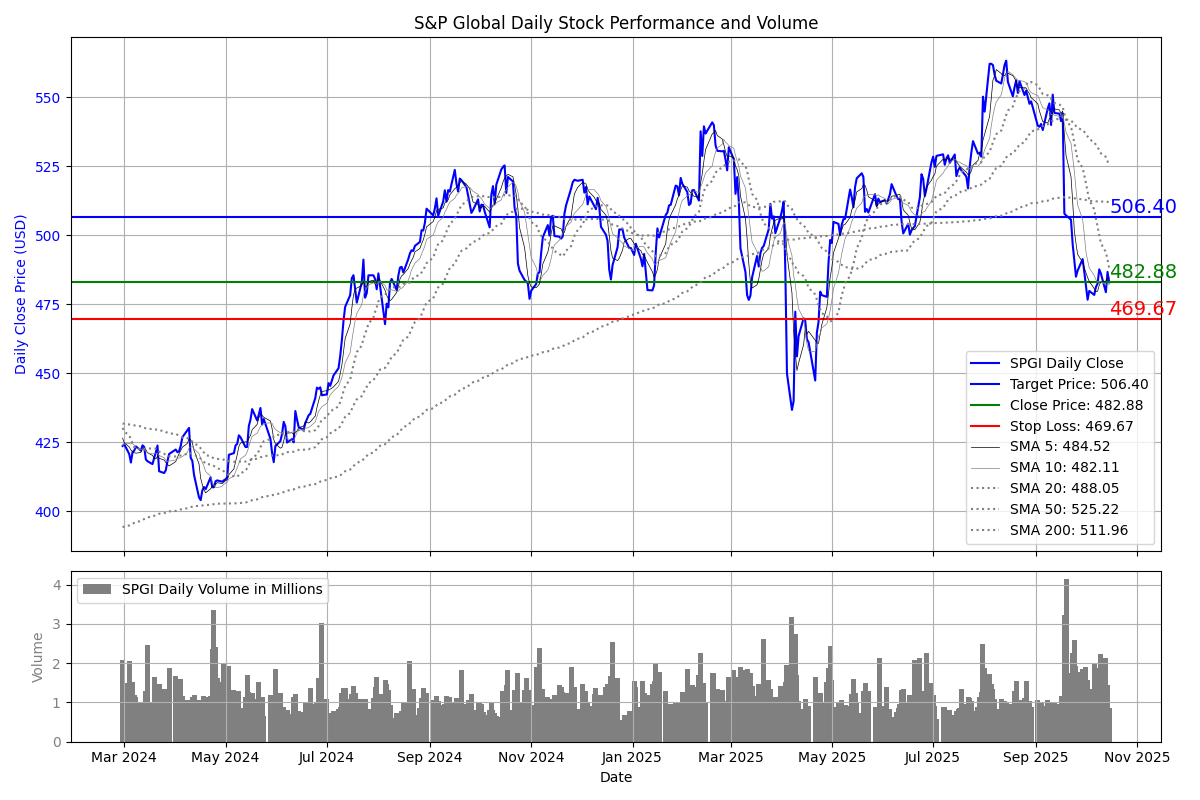 S&P Global Daily Stock Performance and Volume
Daily Close Price (USD)
550
525
500
475
450
425
400
506.40
482.88
469.67
SPGI Daily Close
Target Price: 506.40
Close Price: 482.88
Stop Loss: 469.67
SMA 5: 484.52
SMA 10: 482.11
SMA 20: 488.05
SMA 50: 525.22
SMA 200: 511.96
Volume
4
3
2
1
0
SPGI Daily Volume in Millions
Mar 2024 May 2024 Jul 2024 Sep 2024 Nov 2024 Jan 2025 Mar 2025 May 2025 Jul 2025 Sep 2025 Nov 2025
Date